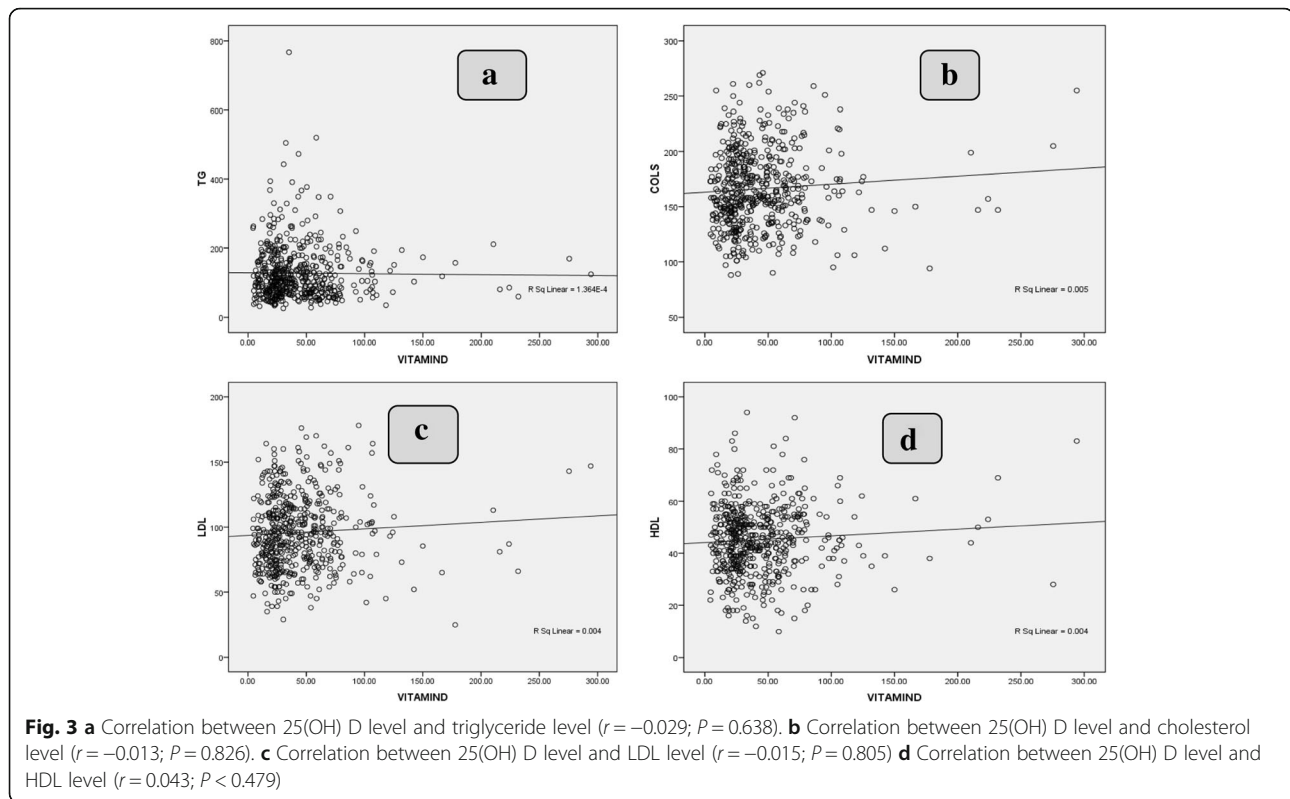 a
800
600
400
200
0
TG
R Sq Linear = 1.364E-4
0.00 50.00 100.00 150.00 200.00 250.00 300.00
VITAMIND
b
300
250
200
150
100
50
COLS
R Sq Linear = 0.005
0.00 50.00 100.00 150.00 200.00 250.00 300.00
VITAMIND
c
200
150
100
50
0
LDL
R Sq Linear = 0.004
0.00 50.00 100.00 150.00 200.00 250.00 300.00
VITAMIND
d
100
80
60
40
20
0
HDL
R Sq Linear = 0.004
0.00 50.00 100.00 150.00 200.00 250.00 300.00
VITAMIND
Fig. 3 a Correlation between 25(OH) D level and triglyceride level (r = −0.029; P = 0.638). b Correlation between 25(OH) D level and cholesterol
level (r = −0.013; P = 0.826). c Correlation between 25(OH) D level and LDL level (r = −0.015; P = 0.805) d Correlation between 25(OH) D level and
HDL level (r = 0.043; P < 0.479)